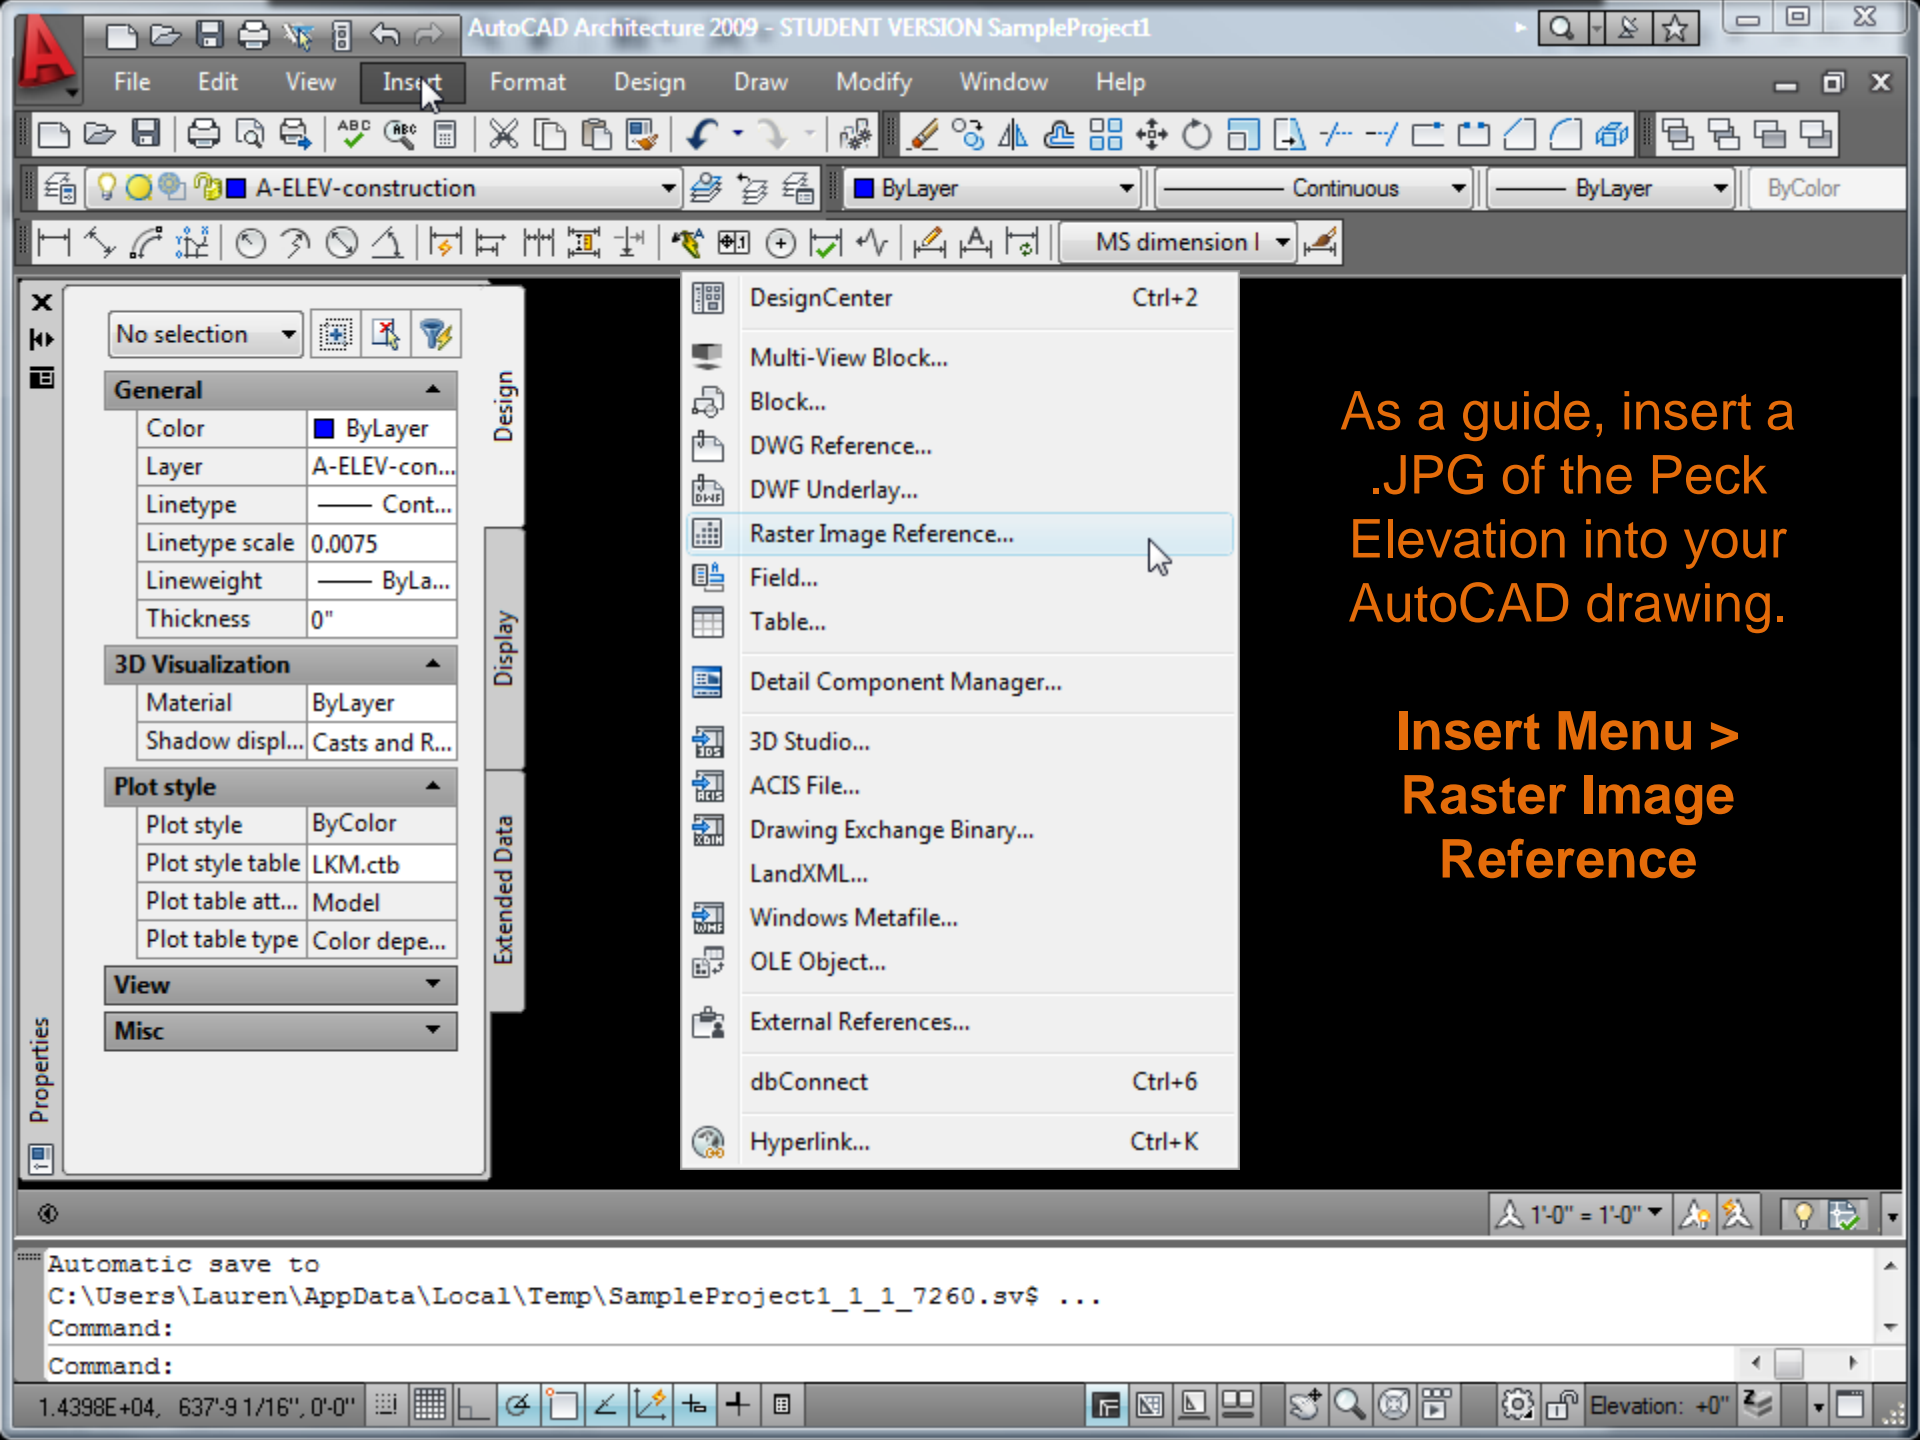 AutoCAD Architecture 2009 - STUDENT VERSION SampleProject1
File Edit View Insert Format Design Draw Modify Window Help
A-ELEV-construction ByLayer Continuous ByLayer ByColor
MS dimension l
No selection
General
Color ByLayer
Layer A-ELEV-con...
Linetype Cont...
Linetype scale 0.0075
Lineweight ByLa...
Thickness 0"
3D Visualization
Material ByLayer
Shadow displ... Casts and R...
Plot style
Plot style ByColor
Plot style table LKM.ctb
Plot table att... Model
Plot table type Color depe...
View
Misc
Design
Display
Extended Data
Properties
DesignCenter Ctrl+2
Multi-View Block...
Block...
DWG Reference...
DWF Underlay...
Raster Image Reference...
Field...
Table...
Detail Component Manager...
3D Studio...
ACIS File...
Drawing Exchange Binary...
LandXML...
Windows Metafile...
OLE Object...
External References...
dbConnect Ctrl+6
Hyperlink... Ctrl+K
As a guide, insert a
.JPG of the Peck
Elevation into your
AutoCAD drawing.
Insert Menu >
Raster Image
Reference
1'-0" = 1'-0"
Automatic save to
C:\Users\Lauren\AppData\Local\Temp\SampleProject1_1_1_7260.sv$ ...
Command:
Command:
1.4398E+04, 637'-9 1/16", 0'-0" Elevation: +0"